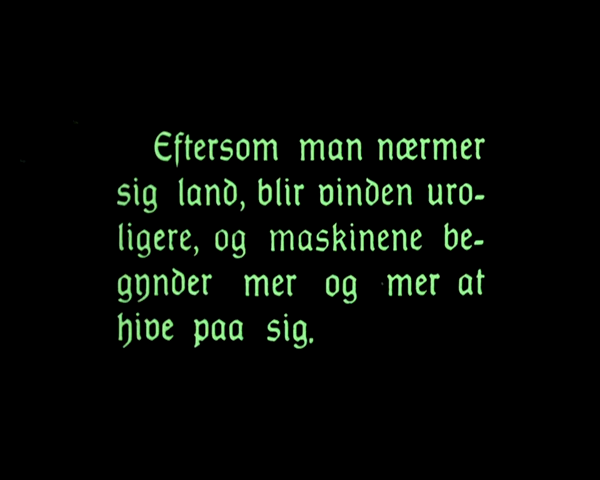 Eftersom man nærmer
sig land, blir vinden uro-
ligere, og maskinene be-
gynder mer og mer at
hive paa sig.